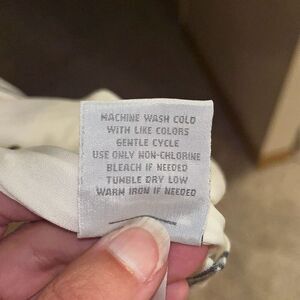 MACHINE WASH COLD
WITH LIKE COLORS
GENTLE CYCLE
USE ONLY NON-CHLORINE
BLEACH IF NEEDED
TUMBLE DRY LOW
WARM IRON IF NEEDED